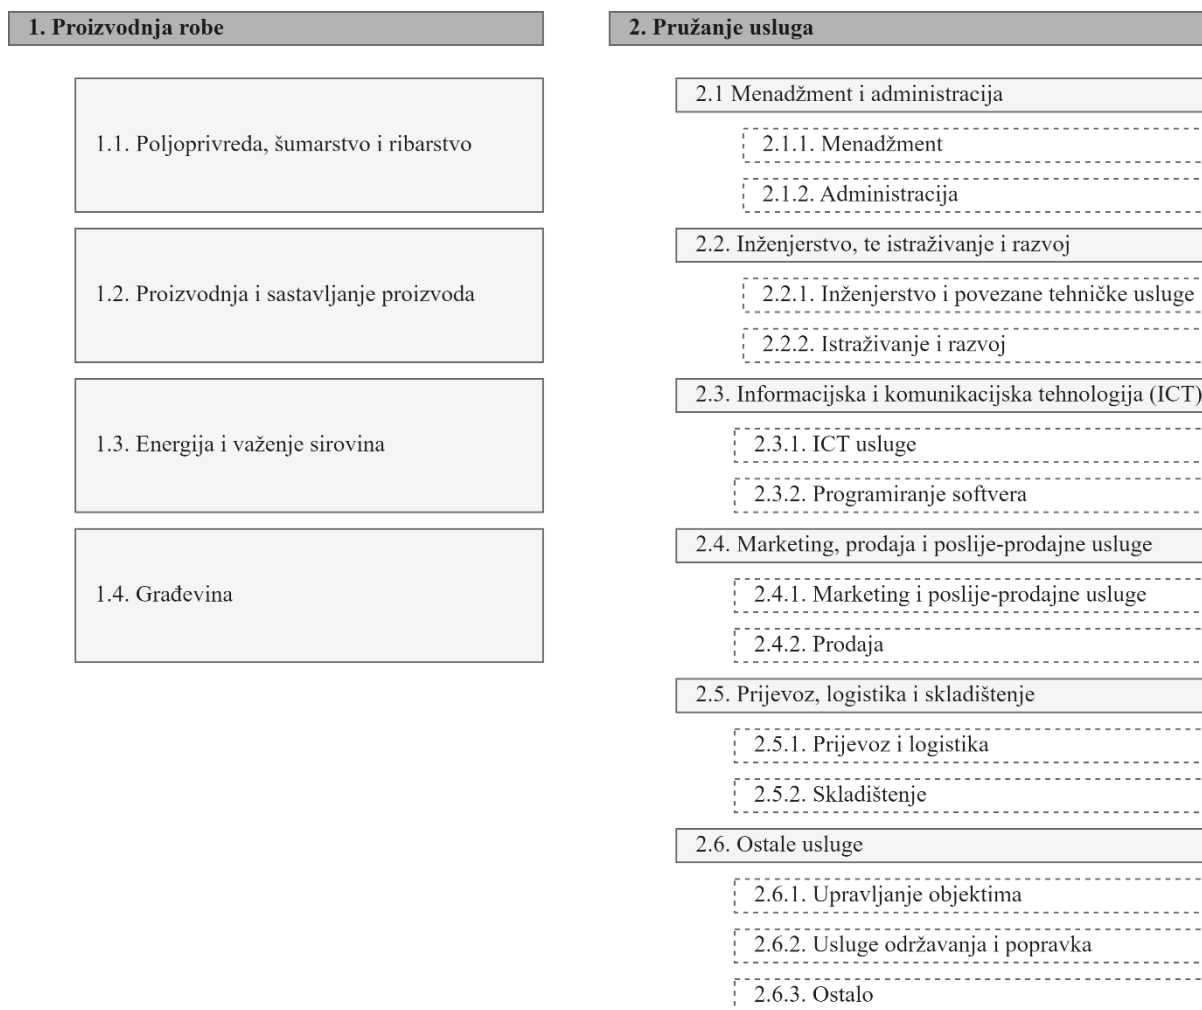 1. Proizvodnja robe
1.1. Poljoprivreda, šumarstvo i ribarstvo
1.2. Proizvodnja i sastavljanje proizvoda
1.3. Energija i važenje sirovina
1.4. Građevina
2. Pružanje usluga
2.1 Menadžment i administracija
2.1.1. Menadžment
2.1.2. Administracija
2.2. Inženjerstvo, te istraživanje i razvoj
2.2.1. Inženjerstvo i povezane tehničke usluge
2.2.2. Istraživanje i razvoj
2.3. Informacijska i komunikacijska tehnologija (ICT)
2.3.1. ICT usluge
2.3.2. Programiranje softvera
2.4. Marketing, prodaja i poslije-prodajne usluge
2.4.1. Marketing i poslije-prodajne usluge
2.4.2. Prodaja
2.5. Prijevoz, logistika i skladištenje
2.5.1. Prijevoz i logistika
2.5.2. Skladištenje
2.6. Ostale usluge
2.6.1. Upravljanje objektima
2.6.2. Usluge održavanja i popravka
2.6.3. Ostalo